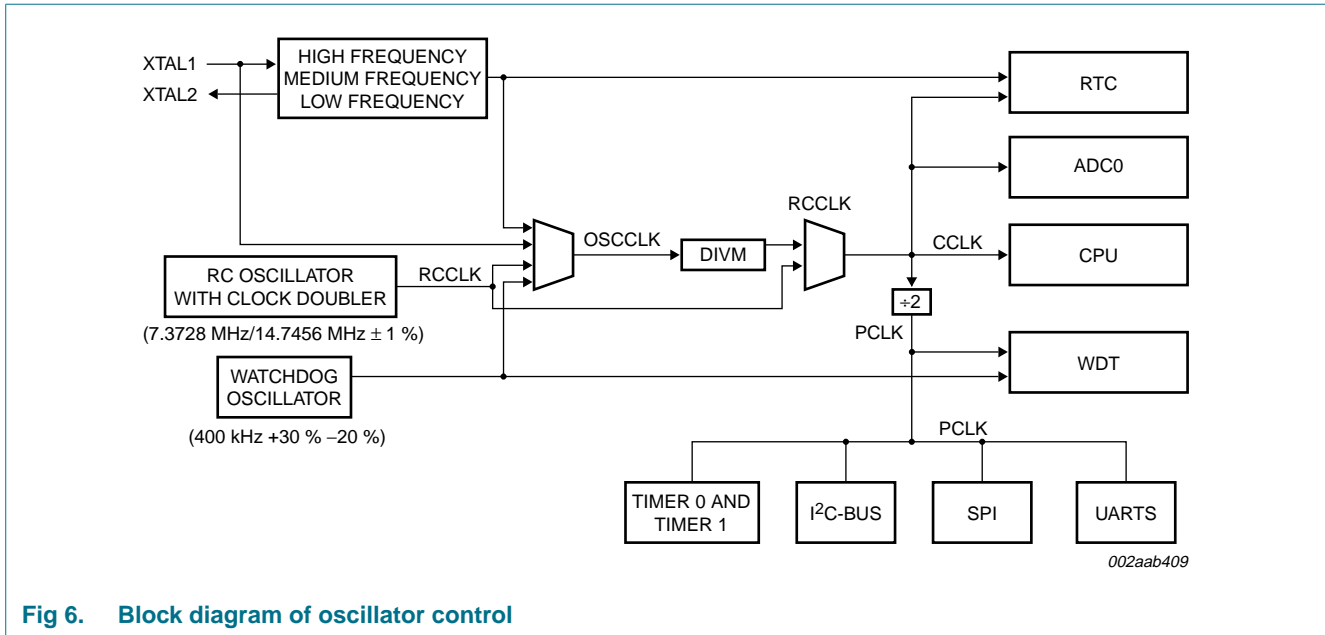 XTAL1
XTAL2
HIGH FREQUENCY
MEDIUM FREQUENCY
LOW FREQUENCY
RTC
ADC0
RCCLK
OSCCLK
DIVM
CCLK
CPU
RC OSCILLATOR
WITH CLOCK DOUBLER
RCCLK
(7.3728 MHz/14.7456 MHz ± 1 %)
÷2
PCLK
WDT
WATCHDOG
OSCILLATOR
(400 kHz +30 % −20 %)
PCLK
TIMER 0 AND
TIMER 1
I²C-BUS
SPI
UARTS
002aab409
Fig 6. Block diagram of oscillator control